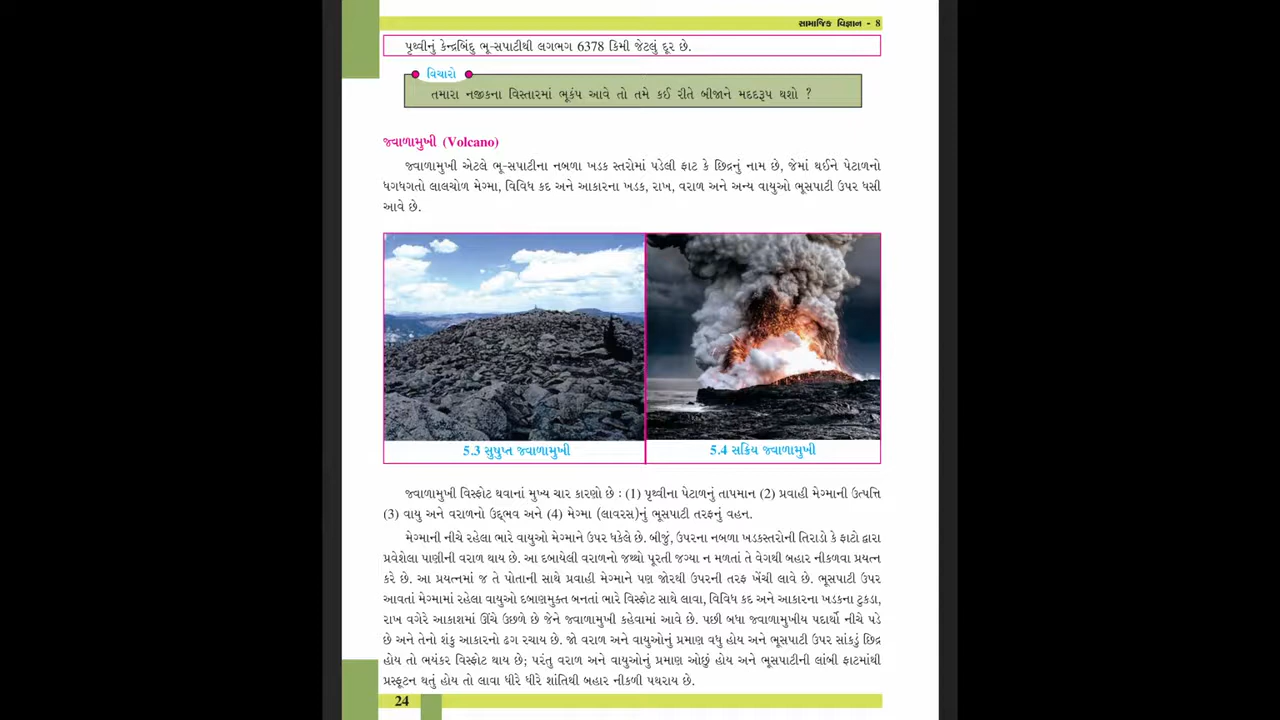 સામાજિક વિજ્ઞાન - 8
પૃથ્વીનું કેન્દ્રબિંદુ ભૂ-સપાટીથી લગભગ 6378 કિમી જેટલું દૂર છે.
વિચારો
તમારા નજીકના વિસ્તારમાં ભૂકંપ આવે તો તમે કઈ રીતે બીજાને મદદરૂપ થશો ?
જ્વાળામુખી (Volcano)
જ્વાળામુખી એટલે ભૂ-સપાટીના નબળા ખડક સ્તરોમાં પડેલી ફાટ કે છિદ્રનું નામ છે, જેમાં થઈને પેટાળનો
ધગધગતો લાલચોળ મેગ્મા, વિવિધ કદ અને આકારના ખડક, રાખ, વરાળ અને અન્ય વાયુઓ ભૂસપાટી ઉપર ધસી
આવે છે.
5.3 સુષુપ્ત જ્વાળામુખી
5.4 સક્રિય જ્વાળામુખી
જ્વાળામુખી વિસ્ફોટ થવાનાં મુખ્ય ચાર કારણો છે : (1) પૃથ્વીના પેટાળનું તાપમાન (2) પ્રવાહી મેગ્માની ઉત્પત્તિ
(3) વાયુ અને વરાળનો ઉદ્ભવ અને (4) મેગ્મા (લાવરસ)નું ભૂસપાટી તરફનું વહન.
મેગ્માની નીચે રહેલા ભારે વાયુઓ મેગ્માને ઉપર ધકેલે છે. બીજું, ઉપરના નબળા ખડકસ્તરોની તિરાડો કે ફાટો દ્વારા
પ્રવેશેલા પાણીની વરાળ થાય છે. આ દબાયેલી વરાળનો જથ્થો પૂરતી જગ્યા ન મળતાં તે વેગથી બહાર નીકળવા પ્રયત્ન
કરે છે. આ પ્રયત્નમાં જ તે પોતાની સાથે પ્રવાહી મેગ્માને પણ જોરથી ઉપરની તરફ ખેંચી લાવે છે. ભૂસપાટી ઉપર
આવતાં મેગ્મામાં રહેલા વાયુઓ દબાણમુક્ત બનતાં ભારે વિસ્ફોટ સાથે લાવા, વિવિધ કદ અને આકારના ખડકના ટુકડા,
રાખ વગેરે આકાશમાં ઊંચે ઉછળે છે જેને જ્વાળામુખી કહેવામાં આવે છે. પછી બધા જ્વાળામુખીય પદાર્થો નીચે પડે
છે અને તેનો શંકુ આકારનો ઢગ રચાય છે. જો વરાળ અને વાયુઓનું પ્રમાણ વધુ હોય અને ભૂસપાટી ઉપર સાંકડું છિદ્ર
હોય તો ભયંકર વિસ્ફોટ થાય છે; પરંતુ વરાળ અને વાયુઓનું પ્રમાણ ઓછું હોય અને ભૂસપાટીની લાંબી ફાટમાંથી
પ્રસ્ફૂટન થતું હોય તો લાવા ધીરે ધીરે શાંતિથી બહાર નીકળી પથરાય છે.
24